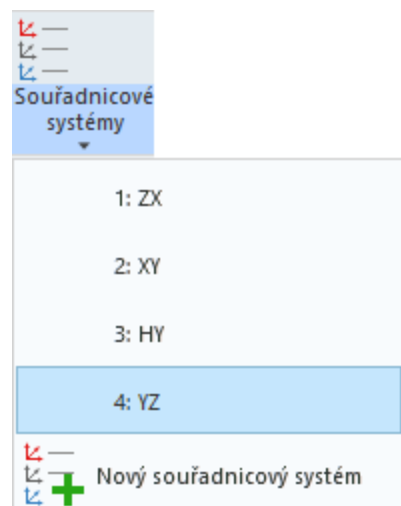 Souřadnicové
systémy
1: ZX
2: XY
3: HY
4: YZ
Nový souřadnicový systém